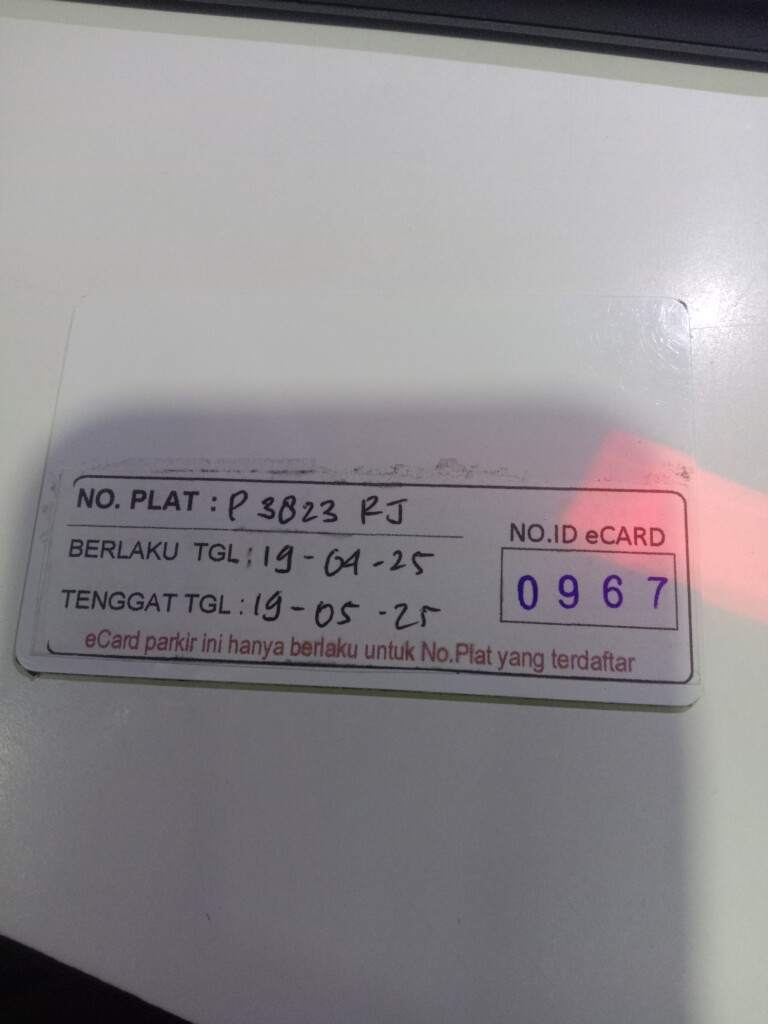 NO. PLAT : P 3823 RJ
BERLAKU TGL : 19-04-25
TENGGAT TGL : 19-05-25
NO.ID eCARD
0967
eCard parkir ini hanya berlaku untuk No.Plat yang terdaftar